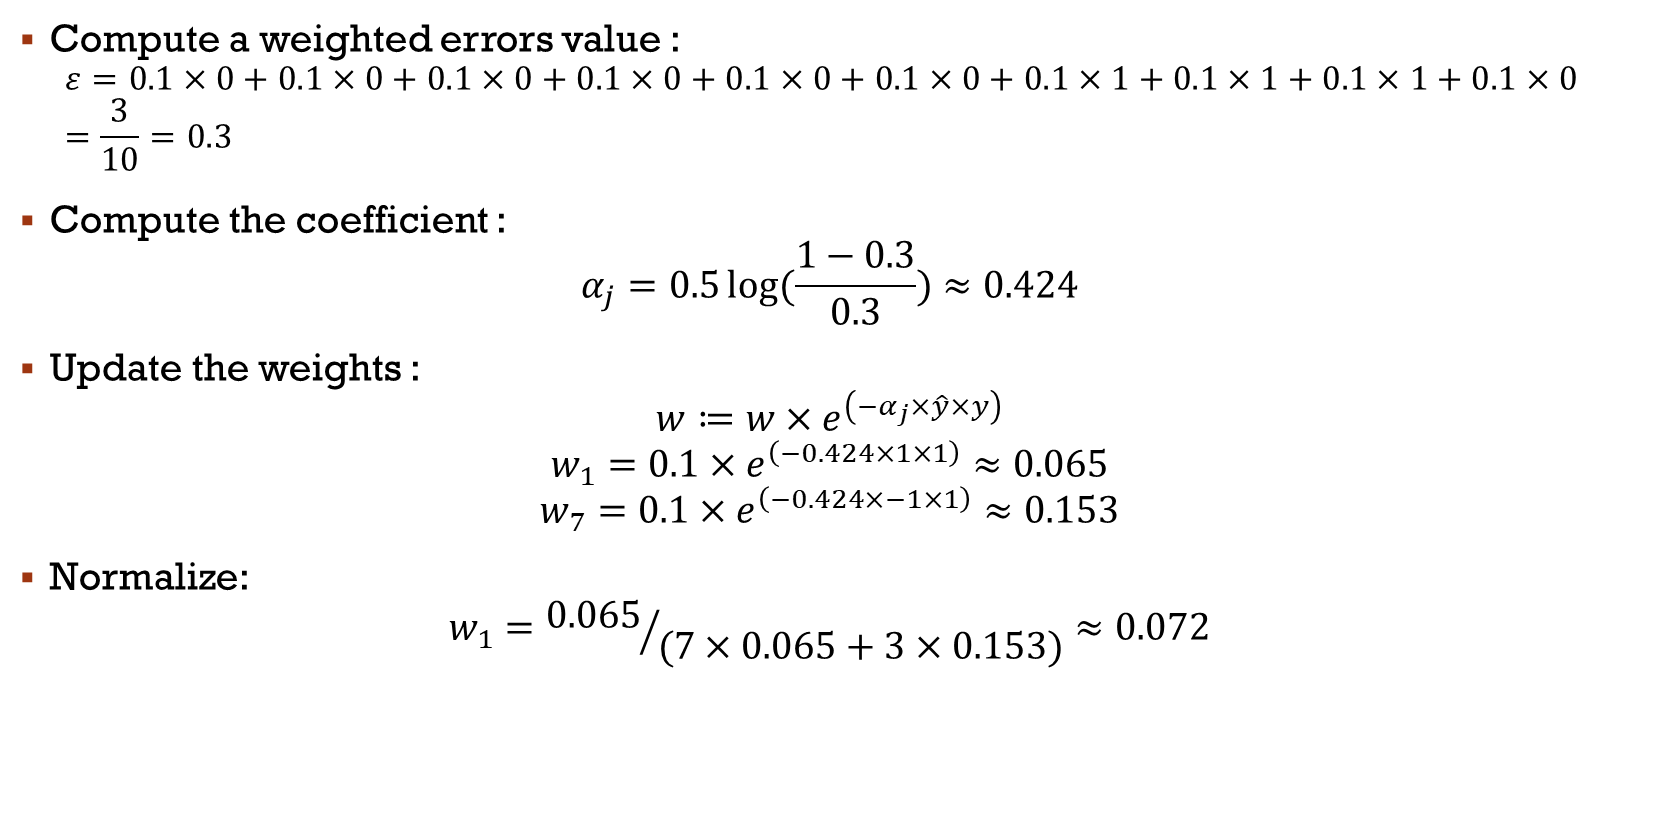 ▪ Compute a weighted errors value :
ε = 0.1 × 0 + 0.1 × 0 + 0.1 × 0 + 0.1 × 0 + 0.1 × 0 + 0.1 × 0 + 0.1 × 1 + 0.1 × 1 + 0.1 × 1 + 0.1 × 0
= 3/10 = 0.3
▪ Compute the coefficient :
α_j = 0.5 log((1 − 0.3)/0.3) ≈ 0.424
▪ Update the weights :
w ≔ w × e^(−α_j×ŷ×y)
w_1 = 0.1 × e^(−0.424×1×1) ≈ 0.065
w_7 = 0.1 × e^(−0.424×−1×1) ≈ 0.153
▪ Normalize:
w_1 = 0.065/(7 × 0.065 + 3 × 0.153) ≈ 0.072